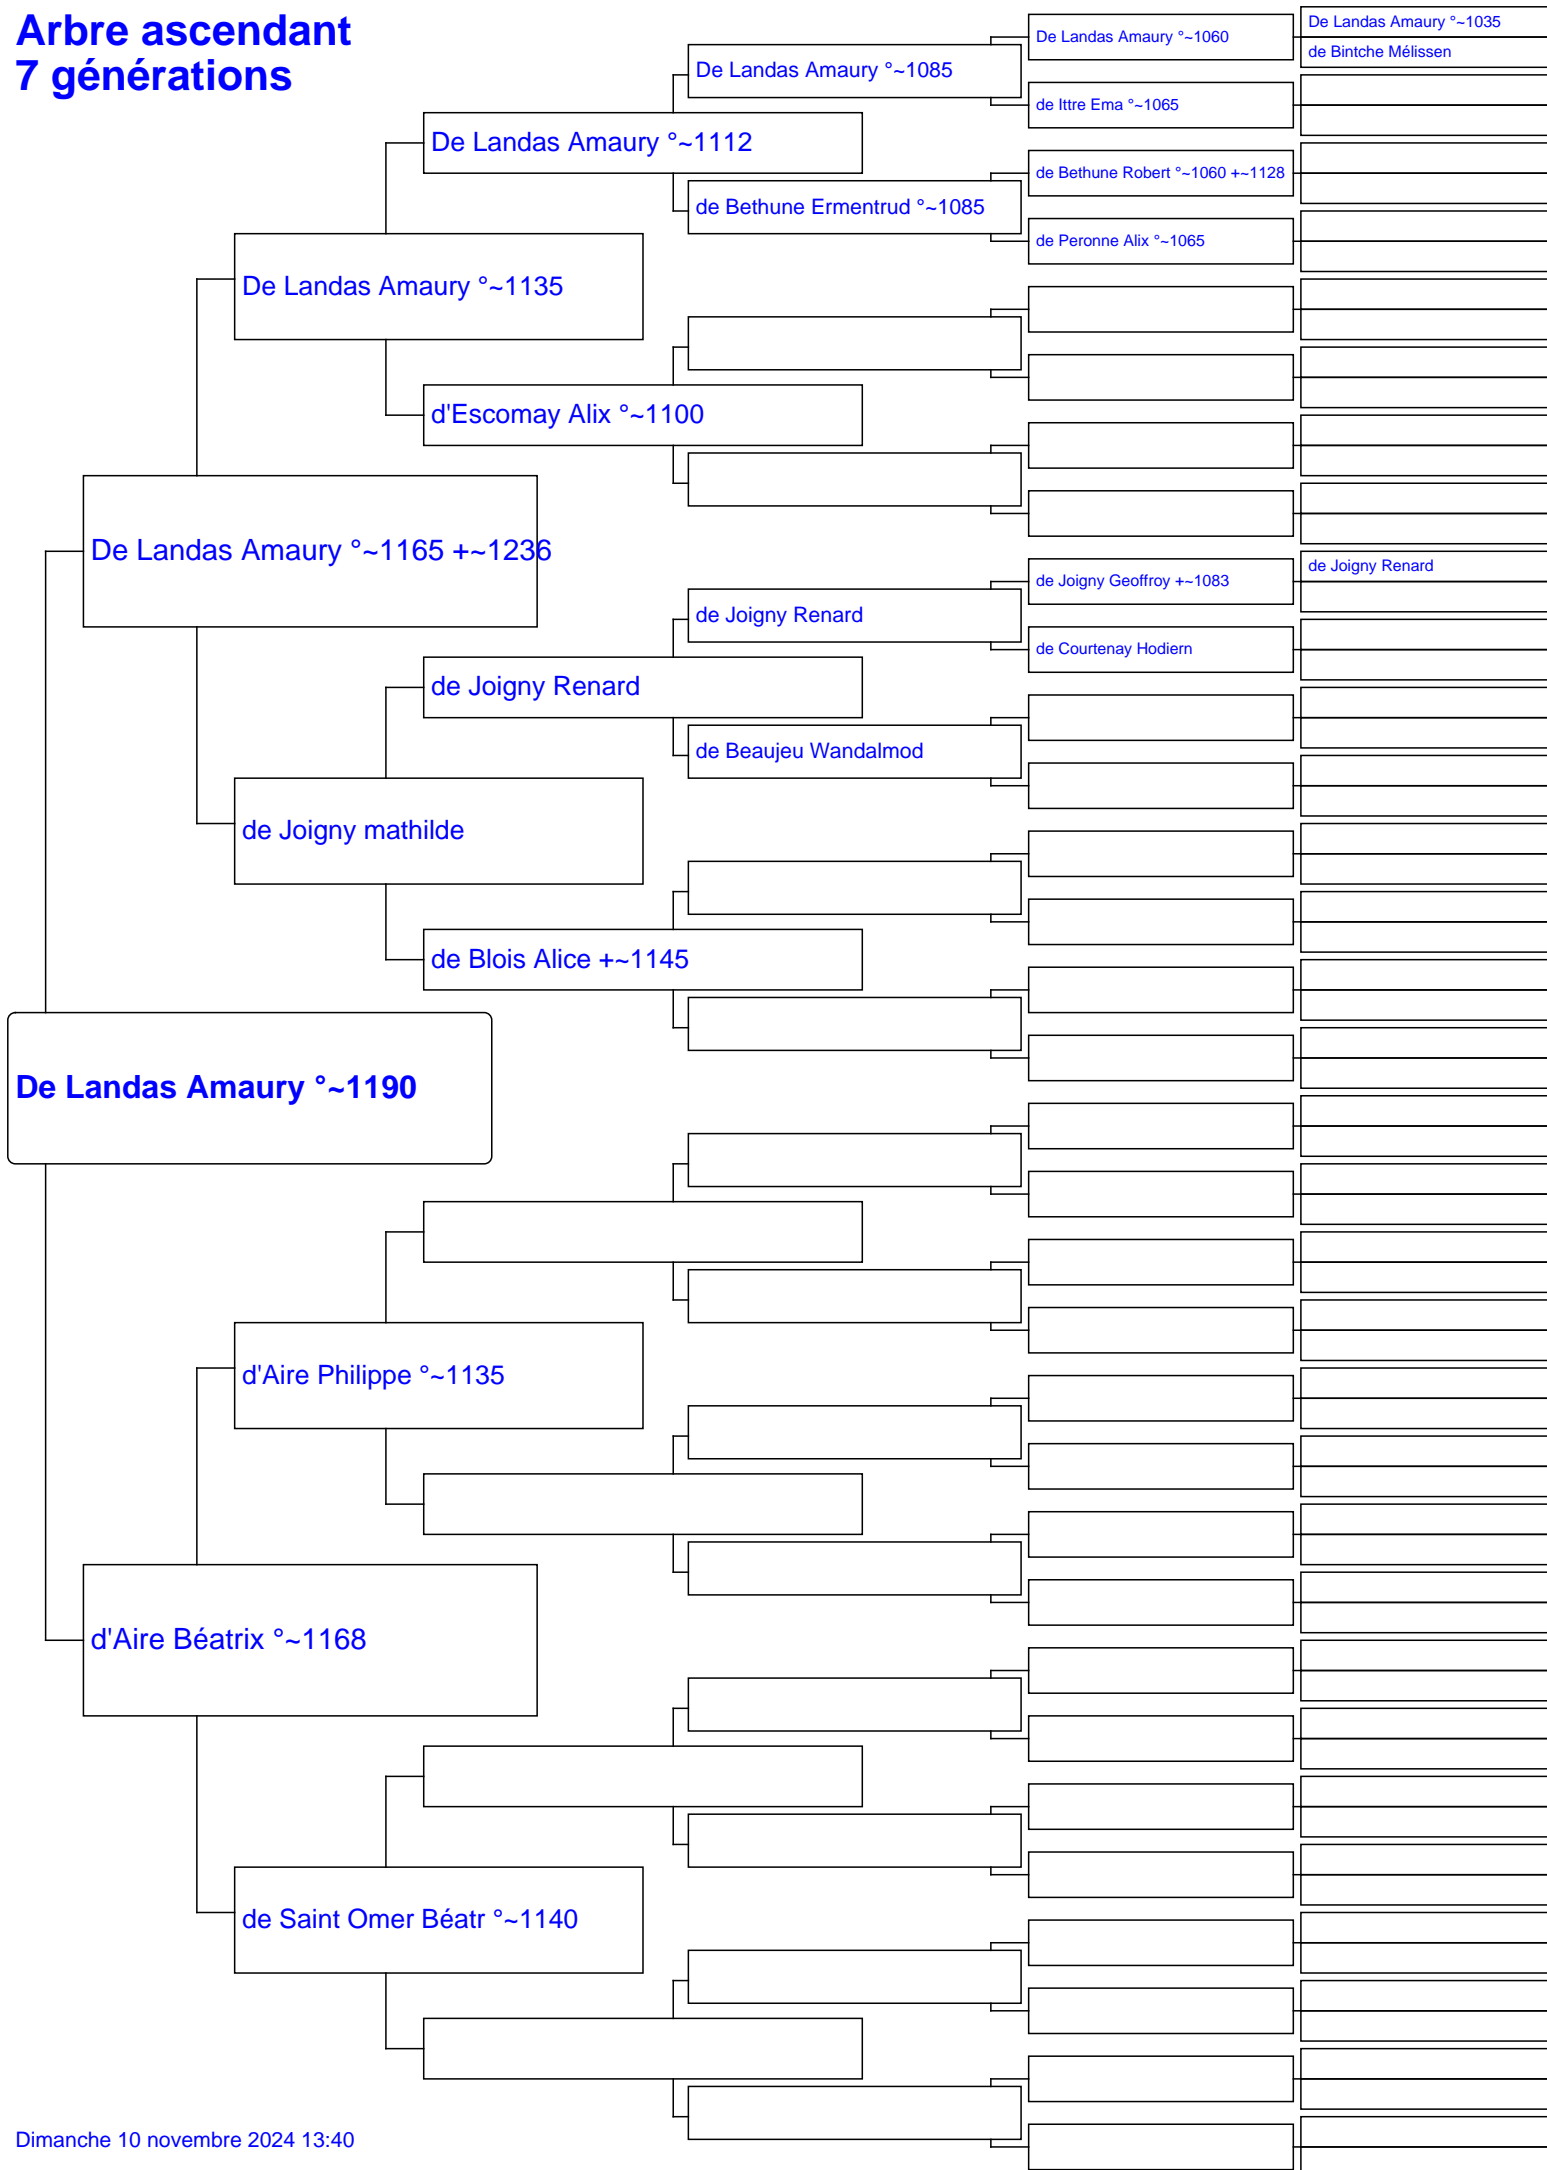 Arbre ascendant
7 générations
De Landas Amaury °~1035
de Bintche Mélissen
De Landas Amaury °~1060
De Landas Amaury °~1085
de Ittre Ema °~1065
De Landas Amaury °~1112
de Bethune Robert °~1060 +~1128
de Bethune Ermentrud °~1085
de Peronne Alix °~1065
De Landas Amaury °~1135
d'Escomay Alix °~1100
De Landas Amaury °~1165 +~1236
de Joigny Renard
de Joigny Geoffroy +~1083
de Joigny Renard
de Courtenay Hodiern
de Joigny Renard
de Beaujeu Wandalmod
de Joigny mathilde
de Blois Alice +~1145
De Landas Amaury °~1190
d'Aire Philippe °~1135
d'Aire Béatrix °~1168
de Saint Omer Béatr °~1140
Dimanche 10 novembre 2024 13:40